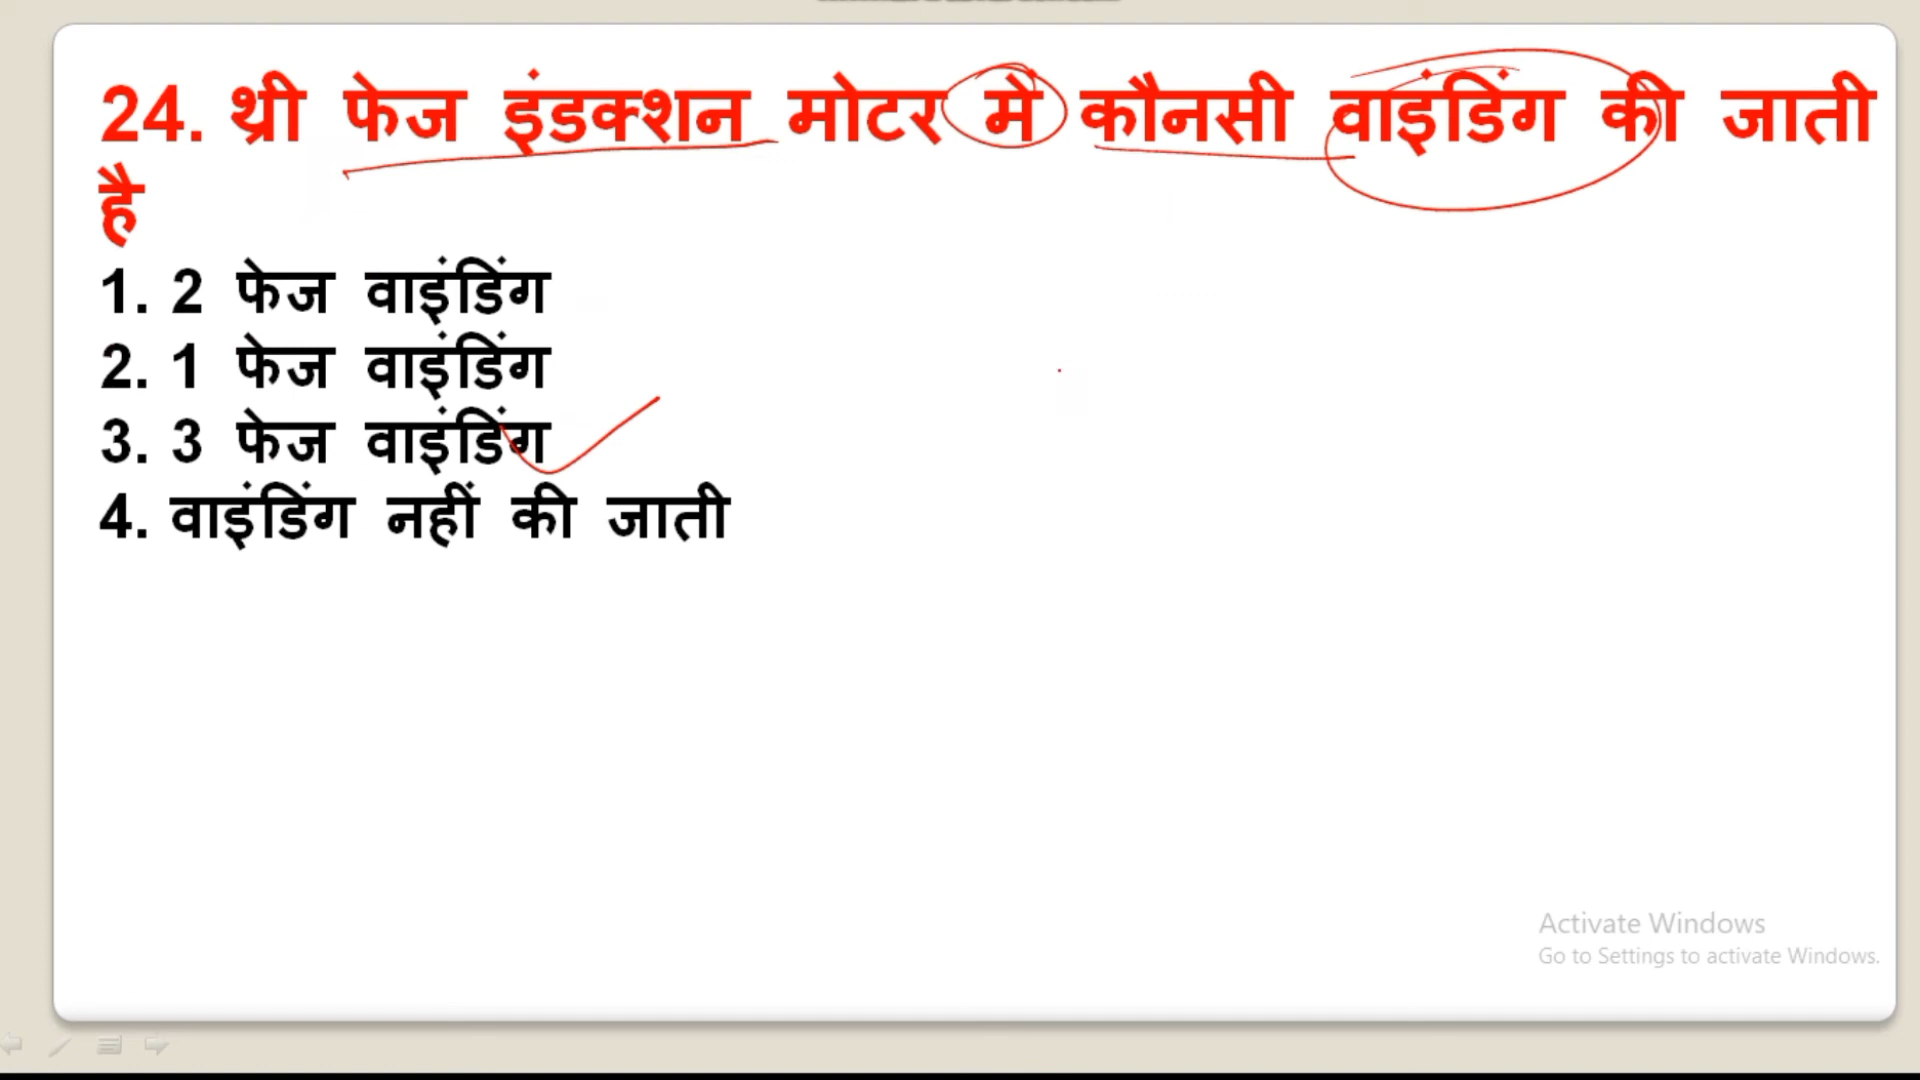 24. थ्री फेज इंडक्शन मोटर में कौनसी वाइंडिंग की जाती
है
1. 2 फेज वाइंडिंग
2. 1 फेज वाइंडिंग
3. 3 फेज वाइंडिंग
4. वाइंडिंग नहीं की जाती
Activate Windows
Go to Settings to activate Windows.